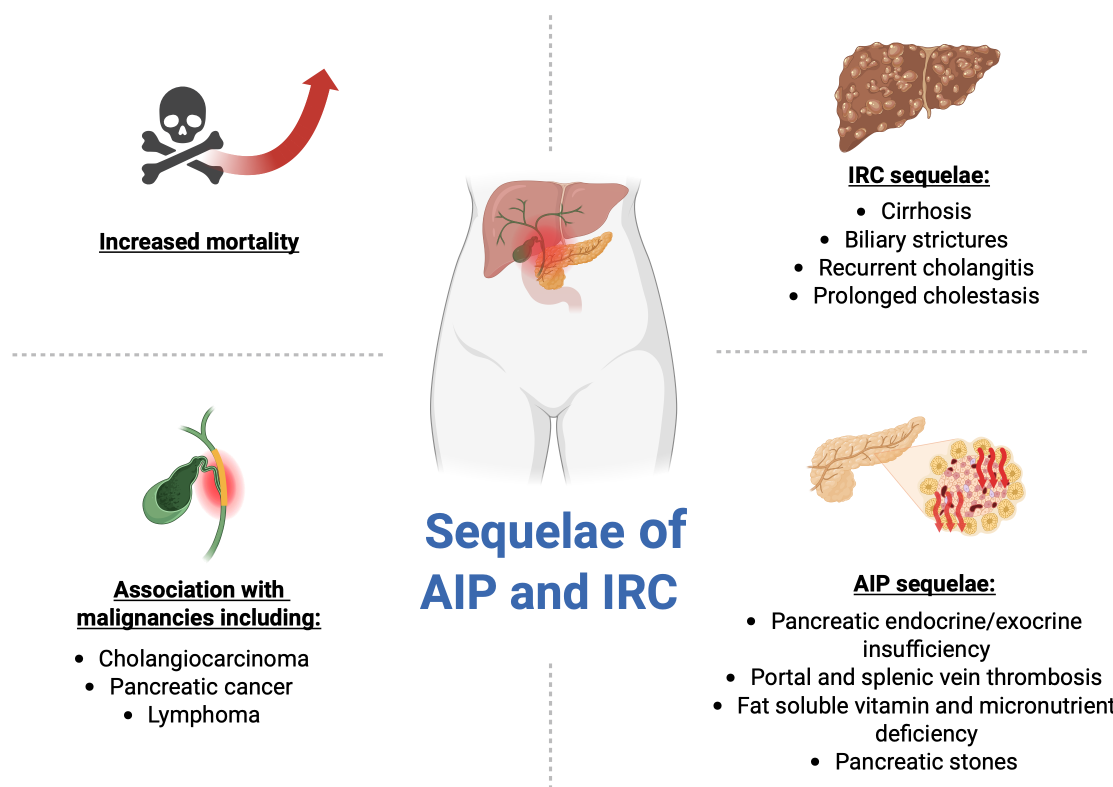 Increased mortality
IRC sequelae:
• Cirrhosis
• Biliary strictures
• Recurrent cholangitis
• Prolonged cholestasis
Sequelae of
AIP and IRC
Association with
malignancies including:
• Cholangiocarcinoma
• Pancreatic cancer
• Lymphoma
AIP sequelae:
• Pancreatic endocrine/exocrine
insufficiency
• Portal and splenic vein thrombosis
• Fat soluble vitamin and micronutrient
deficiency
• Pancreatic stones